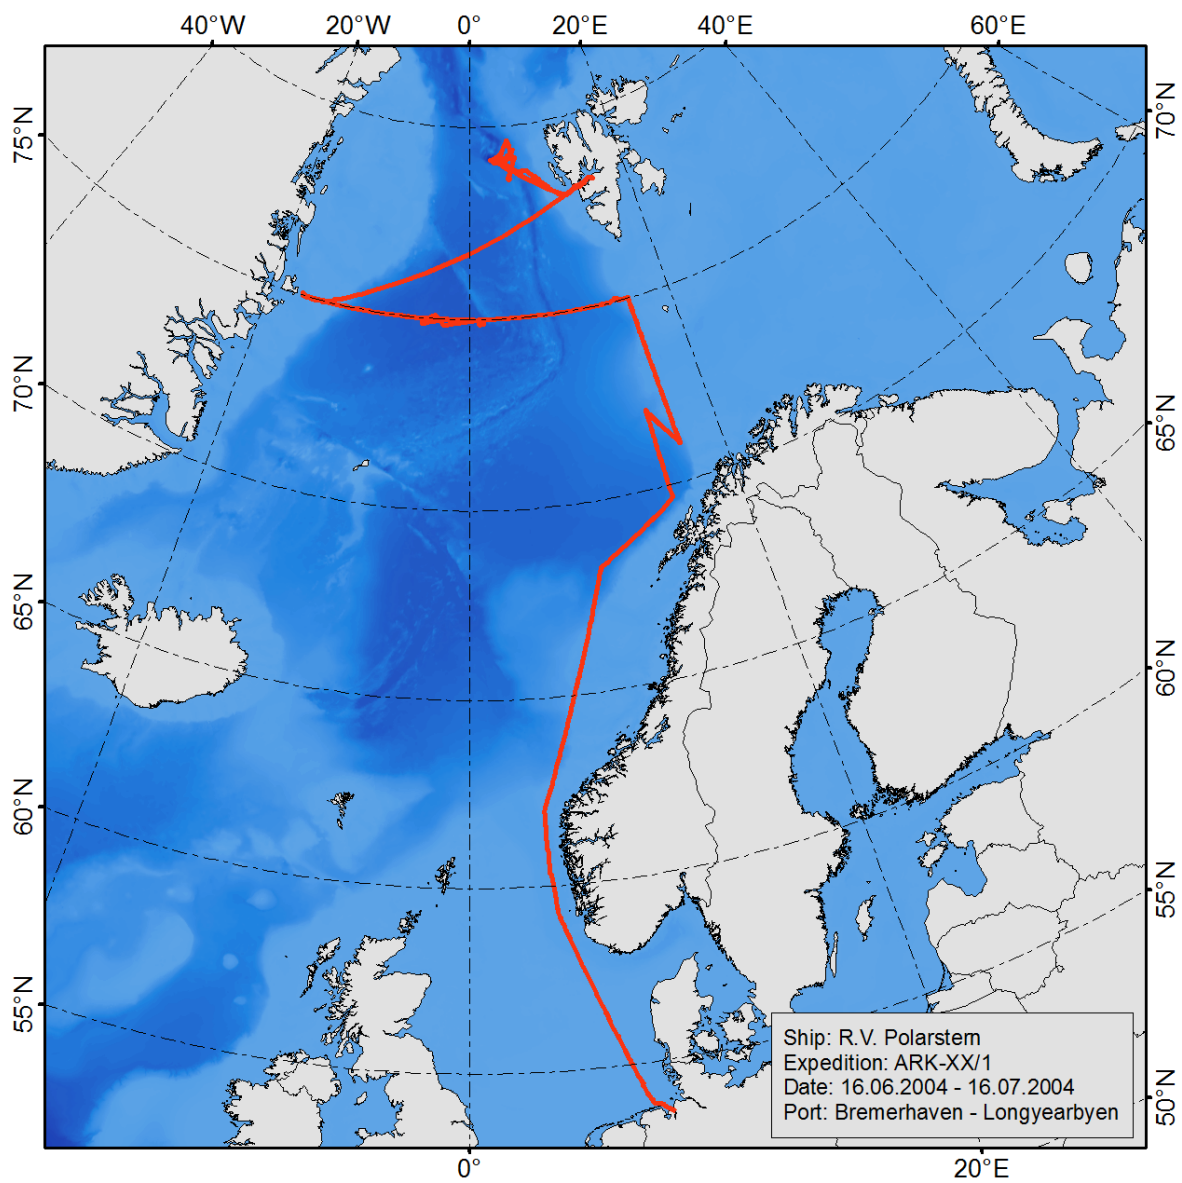 40°W 20°W 0° 20°E 40°E 60°E
75°N
70°N
70°N
65°N
65°N
60°N
60°N
55°N
55°N
50°N
Ship: R.V. Polarstern
Expedition: ARK-XX/1
Date: 16.06.2004 - 16.07.2004
Port: Bremerhaven - Longyearbyen
0° 20°E